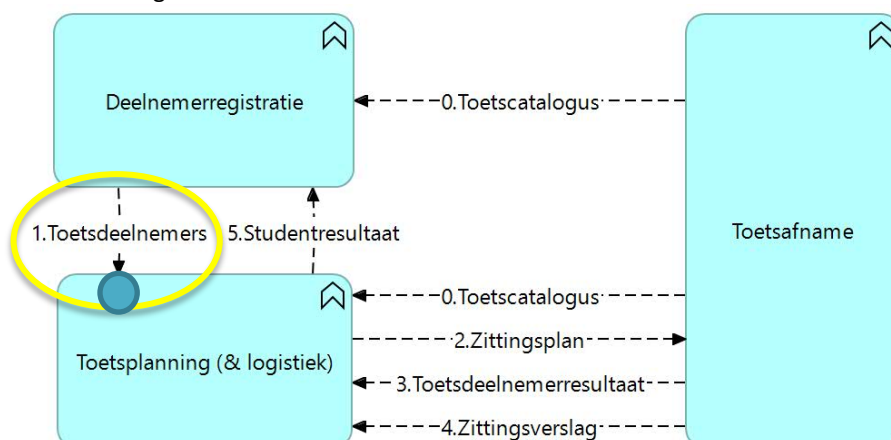 Deelnemerregistratie
0.Toetscatalogus
Toetsafname
1.Toetsdeelnemers
5.Studentresultaat
0.Toetscatalogus
2.Zittingsplan
Toetsplanning (& logistiek)
3.Toetsdeelnemerresultaat
4.Zittingsverslag